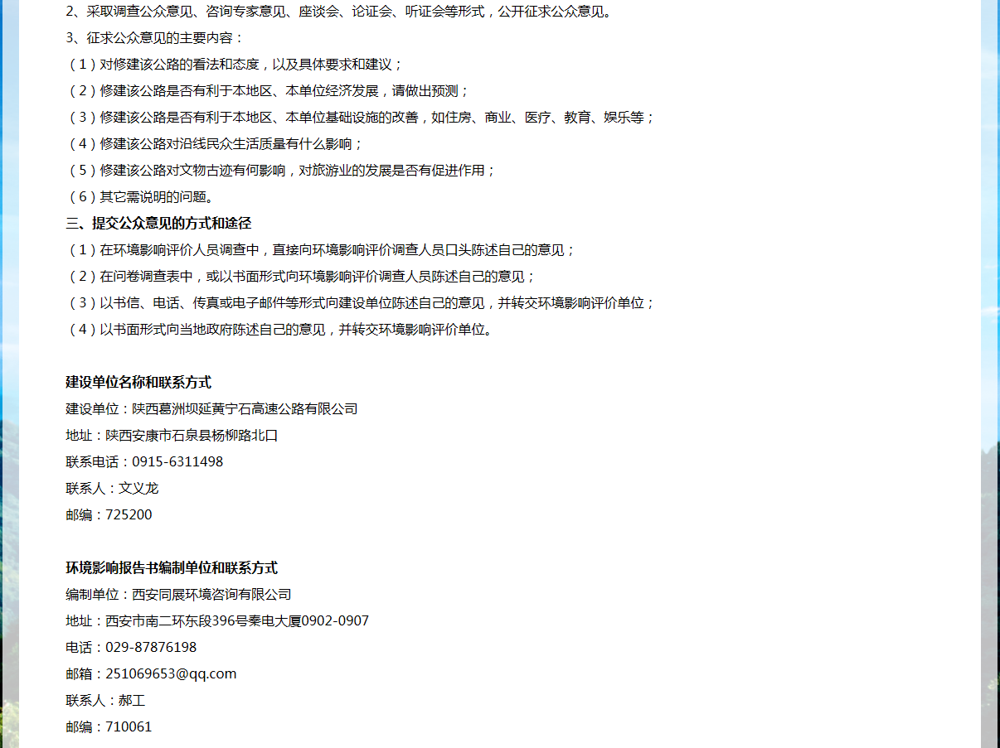 2、采取调查公众意见、咨询专家意见、座谈会、论证会、听证会等形式，公开征求公众意见。
3、征求公众意见的主要内容：
（1）对修建该公路的看法和态度，以及具体要求和建议；
（2）修建该公路是否有利于本地区、本单位经济发展，请做出预测；
（3）修建该公路是否有利于本地区、本单位基础设施的改善，如住房、商业、医疗、教育、娱乐等；
（4）修建该公路对沿线民众生活质量有什么影响；
（5）修建该公路对文物古迹有何影响，对旅游业的发展是否有促进作用；
（6）其它需说明的问题。
三、提交公众意见的方式和途径
（1）在环境影响评价人员调查中，直接向环境影响评价调查人员口头陈述自己的意见；
（2）在问卷调查表中，或以书面形式向环境影响评价调查人员陈述自己的意见；
（3）以书信、电话、传真或电子邮件等形式向建设单位陈述自己的意见，并转交环境影响评价单位；
（4）以书面形式向当地政府陈述自己的意见，并转交环境影响评价单位。
建设单位名称和联系方式
建设单位：陕西葛洲坝延黄宁石高速公路有限公司
地址：陕西安康市石泉县杨柳路北口
联系电话：0915-6311498
联系人：文义龙
邮编：725200
环境影响报告书编制单位和联系方式
编制单位：西安同展环境咨询有限公司
地址：西安市南二环东段396号秦电大厦0902-0907
电话：029-87876198
邮箱：251069653@qq.com
联系人：郝工
邮编：710061